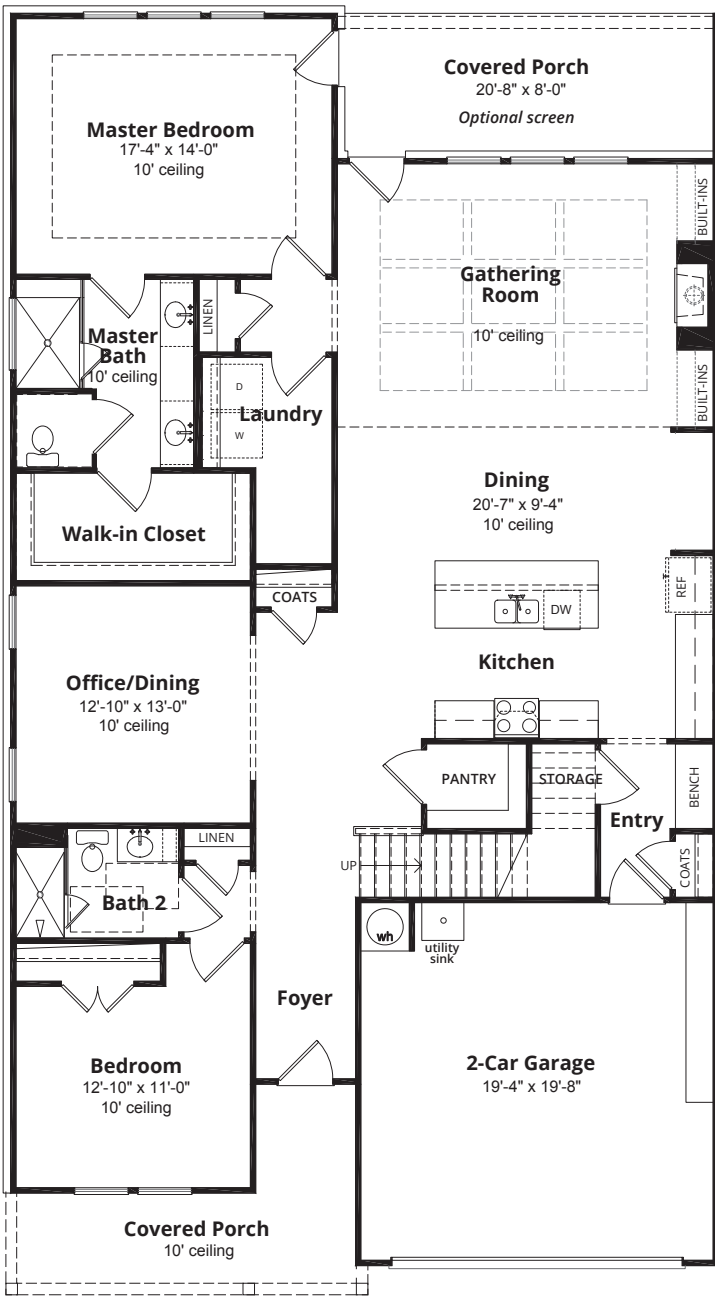 Covered Porch
20'-8" x 8'-0"
Optional screen
Master Bedroom
17'-4" x 14'-0"
10' ceiling
BUILT-INS
Gathering
Room
10' ceiling
LINEN
Master
Bath
10' ceiling
BUILT-INS
D
Laundry
W
Dining
20'-7" x 9'-4"
10' ceiling
Walk-in Closet
COATS
REF
DW
Kitchen
Office/Dining
12'-10" x 13'-0"
10' ceiling
PANTRY
STORAGE
BENCH
Entry
LINEN
UP
COATS
Bath 2
wh
utility
sink
Foyer
Bedroom
12'-10" x 11'-0"
10' ceiling
2-Car Garage
19'-4" x 19'-8"
Covered Porch
10' ceiling